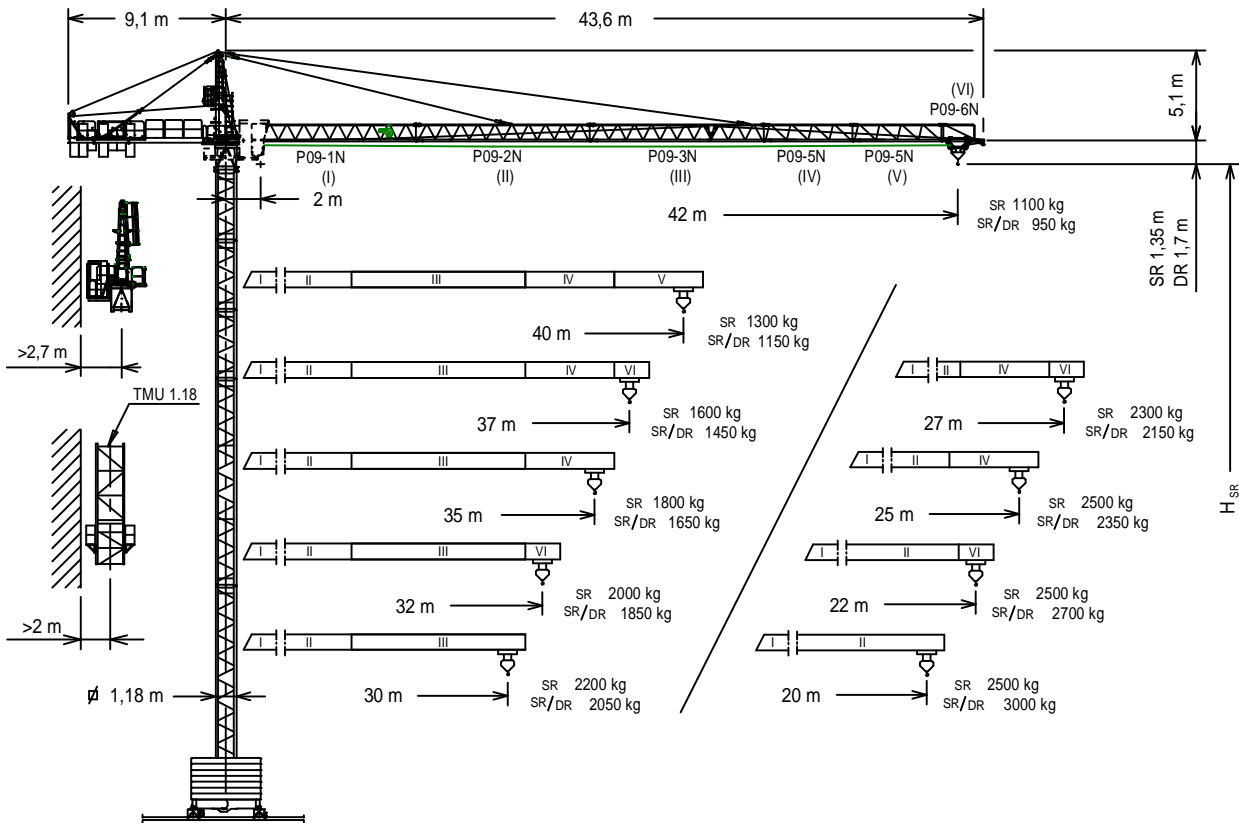 9,1 m
43,6 m
5,1 m
(VI)
P09-6N
P09-1N
(I)
P09-2N
(II)
P09-3N
(III)
P09-5N
(IV)
P09-5N
(V)
2 m
42 m
SR 1100 kg
SR/DR 950 kg
SR 1,35 m
DR 1,7 m
H SR
>2,7 m
TMU 1.18
>2 m
Ø 1,18 m
I II III IV V
40 m
SR 1300 kg
SR/DR 1150 kg
I II III IV VI
37 m
SR 1600 kg
SR/DR 1450 kg
I II III IV
35 m
SR 1800 kg
SR/DR 1650 kg
I II III VI
32 m
SR 2000 kg
SR/DR 1850 kg
I II III
30 m
SR 2200 kg
SR/DR 2050 kg
I II IV VI
27 m
SR 2300 kg
SR/DR 2150 kg
I II IV
25 m
SR 2500 kg
SR/DR 2350 kg
I II VI
22 m
SR 2500 kg
SR/DR 2700 kg
I II
20 m
SR 2500 kg
SR/DR 3000 kg